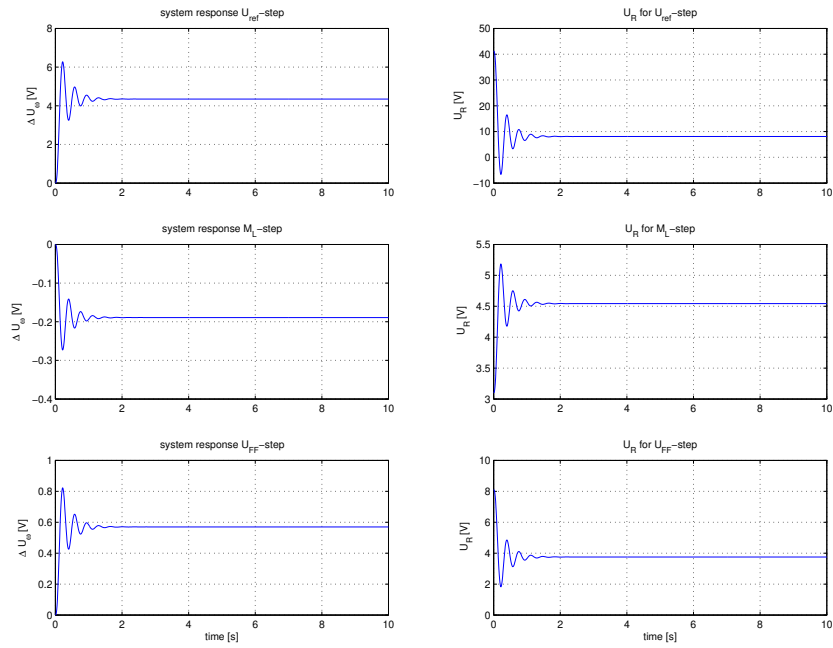 system response U_ref−step
Δ U_ω [V]
8
6
4
2
0
0 2 4 6 8 10
U_R for U_ref−step
U_R [V]
50
40
30
20
10
0
−10
0 2 4 6 8 10
system response M_L−step
Δ U_ω [V]
0
−0.1
−0.2
−0.3
−0.4
0 2 4 6 8 10
U_R for M_L−step
U_R [V]
5.5
5
4.5
4
3.5
3
0 2 4 6 8 10
system response U_FF−step
Δ U_ω [V]
1
0.8
0.6
0.4
0.2
0
0 2 4 6 8 10
time [s]
U_R for U_FF−step
U_R [V]
10
8
6
4
2
0
0 2 4 6 8 10
time [s]